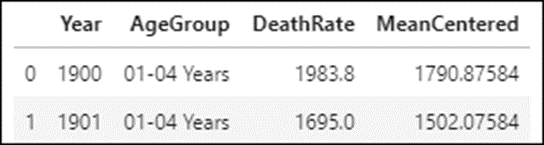 Year AgeGroup DeathRate MeanCentered
0 1900 01-04 Years 1983.8 1790.87584
1 1901 01-04 Years 1695.0 1502.07584